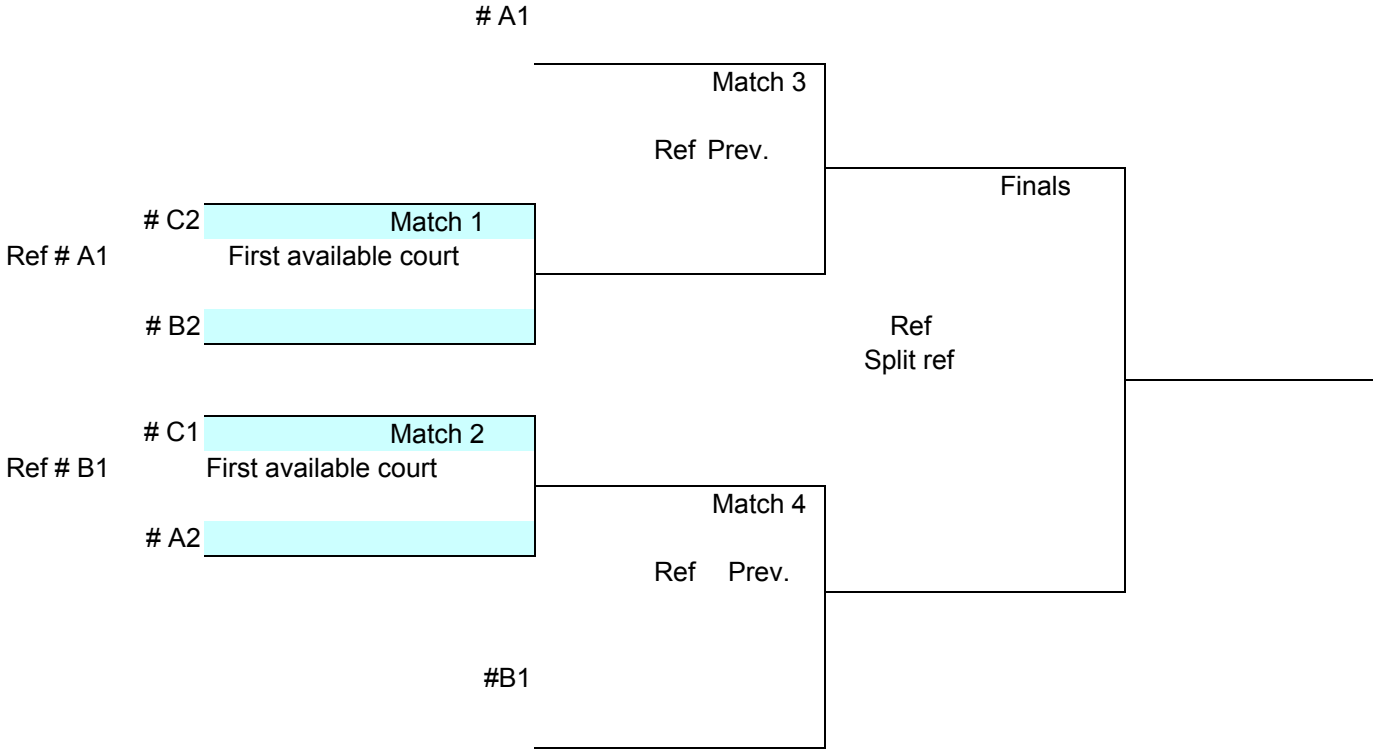 # A1
Match 3
Ref Prev.
Finals
# C2 Match 1
Ref # A1 First available court
# B2
Ref
Split ref
# C1 Match 2
Ref # B1 First available court
Match 4
# A2
Ref Prev.
#B1